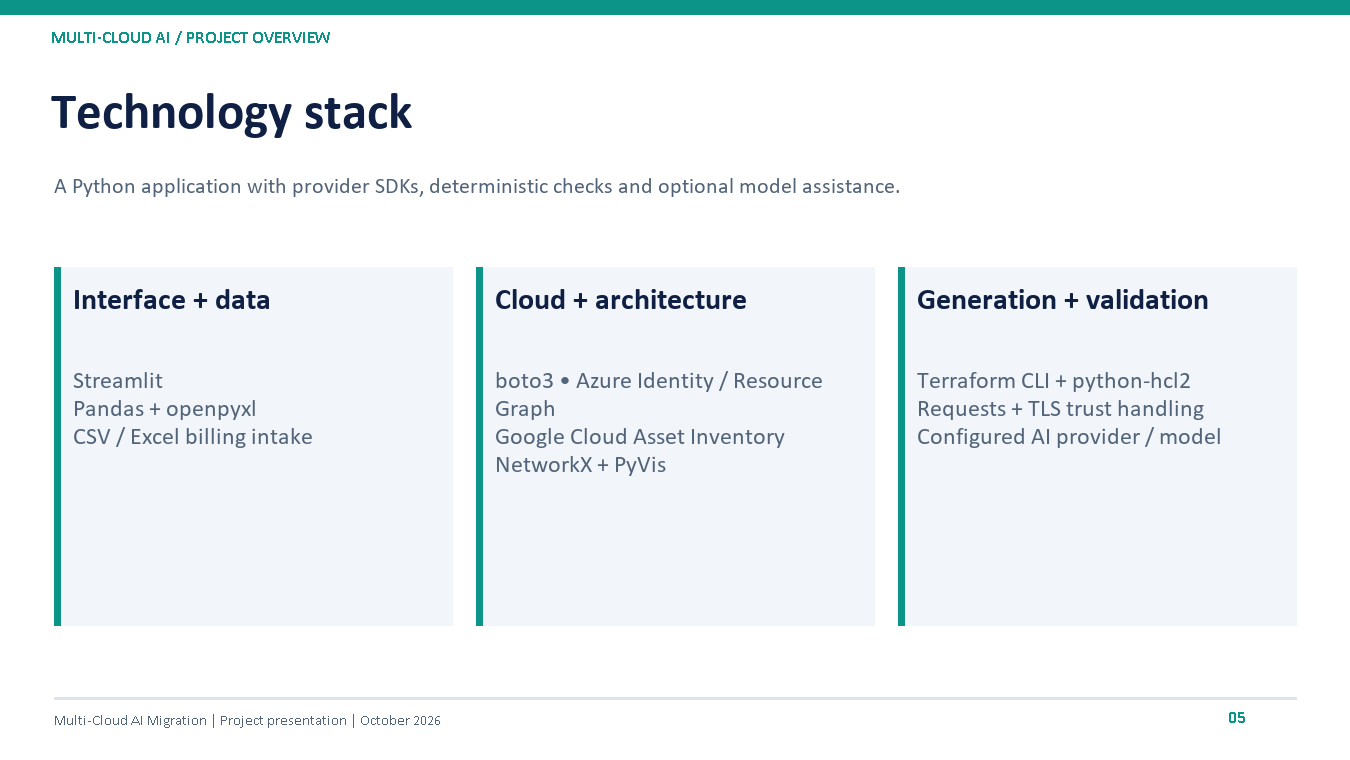 MULTI-CLOUD AI / PROJECT OVERVIEW
Technology stack
A Python application with provider SDKs, deterministic checks and optional model assistance.
Interface + data
Streamlit
Pandas + openpyxl
CSV / Excel billing intake
Cloud + architecture
boto3 • Azure Identity / Resource
Graph
Google Cloud Asset Inventory
NetworkX + PyVis
Generation + validation
Terraform CLI + python-hcl2
Requests + TLS trust handling
Configured AI provider / model
Multi-Cloud AI Migration | Project presentation | October 2026
05